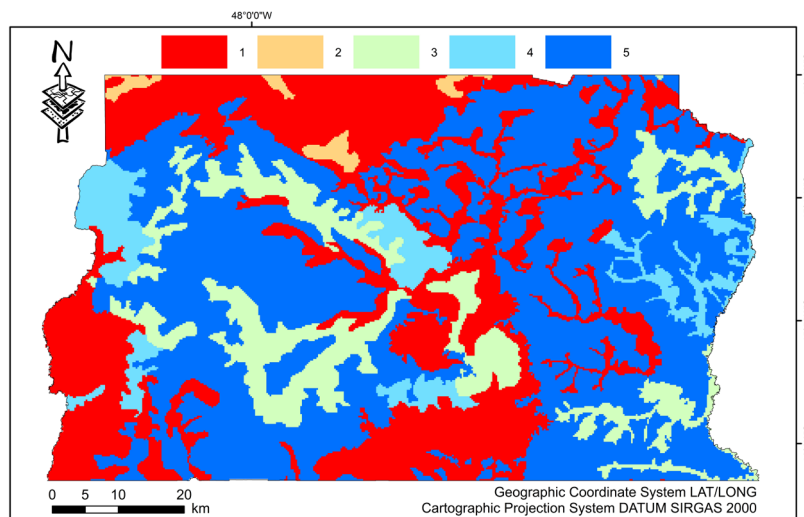 48°0'0"W
N
1 2 3 4 5
0 5 10 20
km
Geographic Coordinate System LAT/LONG
Cartographic Projection System DATUM SIRGAS 2000